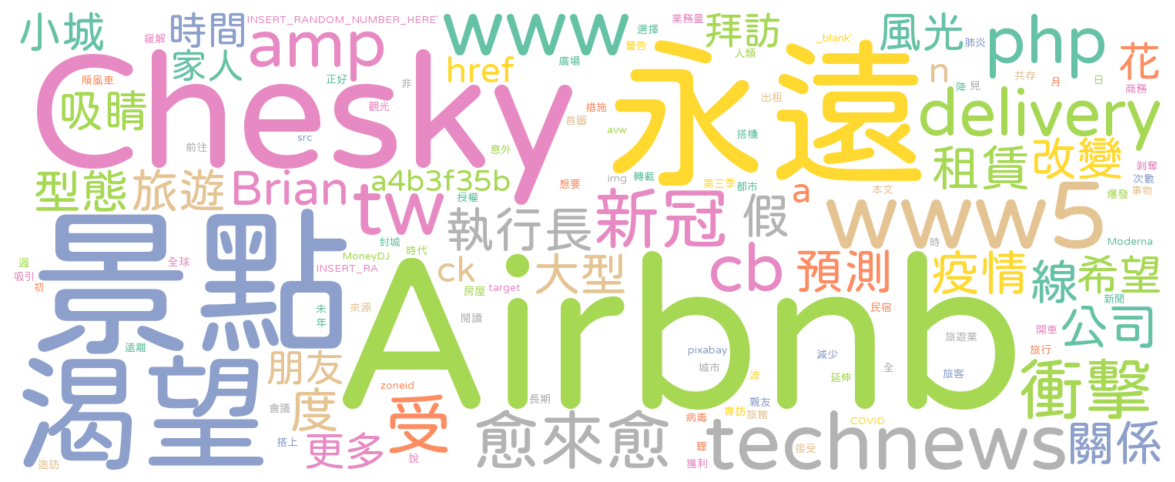 小城 時間 INSERT_RANDOM_NUMBER_HERE' www 選擇 業務量 拜訪 風光 php 花
緩解 家人 amp 廣場 警告 人類 _blank' 肺炎
順風車 正好 非 href 永遠 n 共存 月 日 商務
吸睛 Chesky 觀光 措施 出租 降 見 delivery
src 首圖 avw 搭機
前往 意外 租賃 改變 剝奪
型態 旅遊 Brian a4b3f35b img 轉載 第三季 都市 a 本文 次數 事物
授權 想要 爆發
tw 執行長 新冠 假 www5
景點 封城 時代 時 Moderna
週 全球 MoneyDJ ck 大型 cb 預測 疫情 線 希望
吸引 INSERT_RA 房屋 target 新聞
初 未年 來源 閱讀 Airbnb 民宿 開車 公司
遠離 旅遊業 旅行
渴望 朋友 pixabay 減少 衝擊
zoneid 城市 波 延伸 全 旅客
會議 度 受 長期 親友
專訪 旅館 病毒 COVID
搭上 更多 說 愈來愈 technews 關係
造訪 驟 接受
獲利